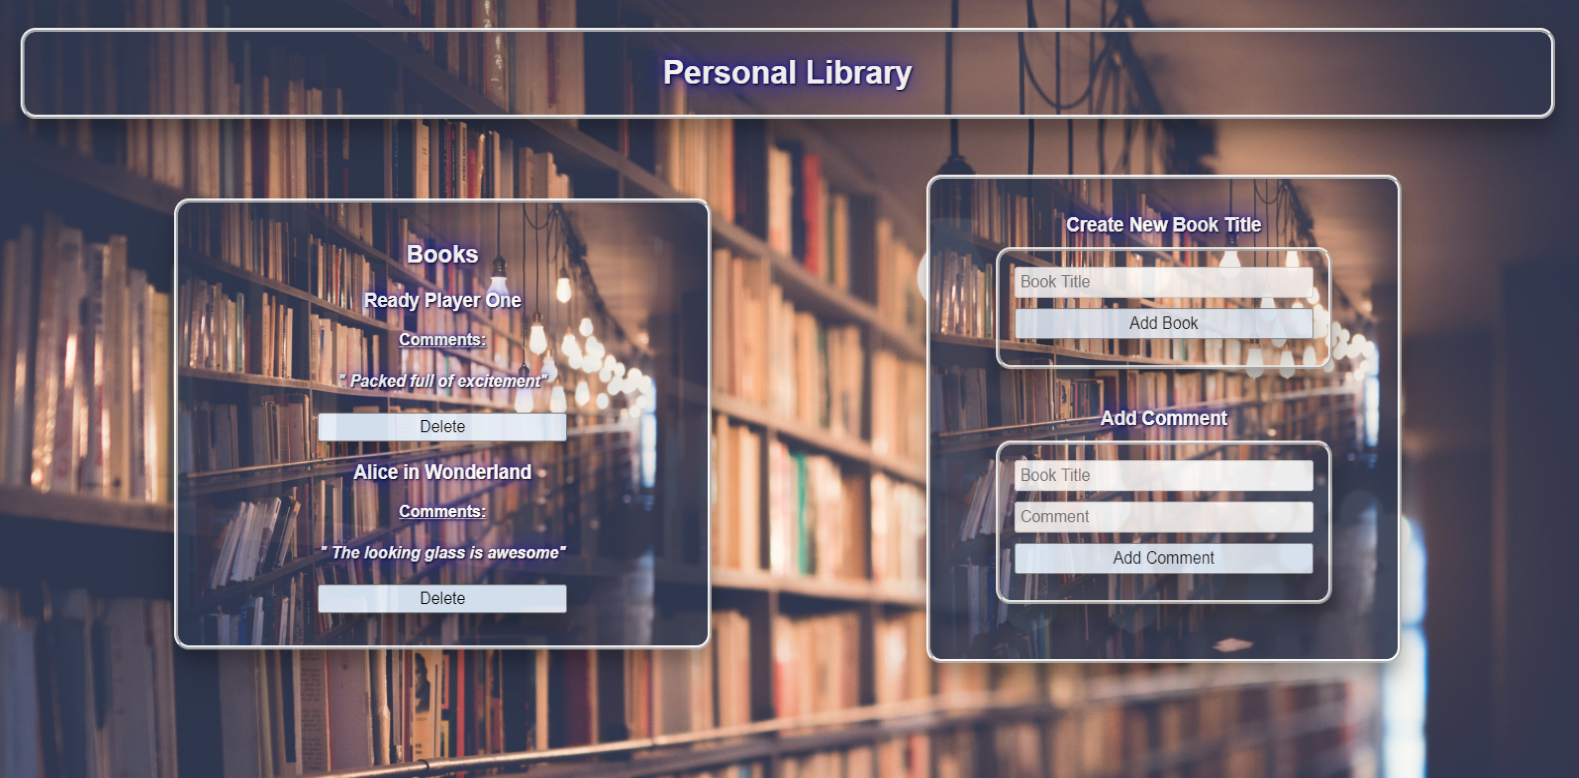 Personal Library
Books
Ready Player One
Comments:
" Packed full of excitement"
Delete
Alice in Wonderland
Comments:
" The looking glass is awesome"
Delete
Create New Book Title
Book Title
Add Book
Add Comment
Book Title
Comment
Add Comment